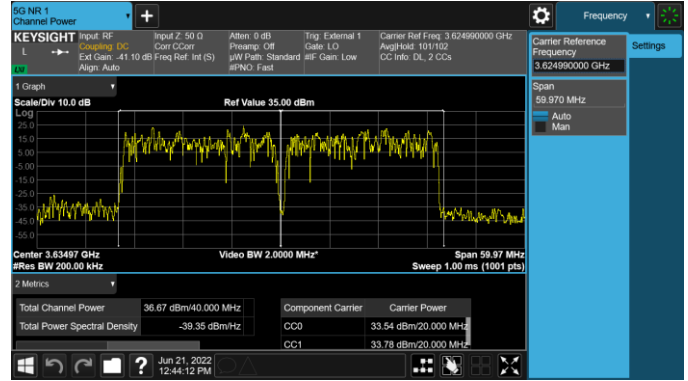 5G NR 1
Channel Power
Frequency
KEYSIGHT
L
LNI
Input: RF
Coupling: DC
Ext Gain: -41.10 dB
Align: Auto
Input Z: 50 Ω
Corr CCorr
Freq Ref: Int (S)
Atten: 0 dB
Preamp: Off
µW Path: Standard
#PNO: Fast
Trig: External 1
Gate: LO
#IF Gain: Low
Carrier Ref Freq: 3.624990000 GHz
Avg|Hold: 101/102
CC Info: DL, 2 CCs
Carrier Reference
Frequency
3.624990000 GHz
Settings
Span
59.970 MHz
Auto
Man
1 Graph
Scale/Div 10.0 dB
Ref Value 35.00 dBm
Log
25.0
15.0
5.00
-5.00
-15.0
-25.0
-35.0
-45.0
-55.0
Center 3.63497 GHz
Video BW 2.0000 MHz*
Span 59.97 MHz
#Res BW 200.00 kHz
Sweep 1.00 ms (1001 pts)
2 Metrics
Total Channel Power 36.67 dBm/40.000 MHz
Total Power Spectral Density -39.35 dBm/Hz
Component Carrier Carrier Power
CC0 33.54 dBm/20.000 MHz
CC1 33.78 dBm/20.000 MHz
?
Jun 21, 2022
12:44:12 PM